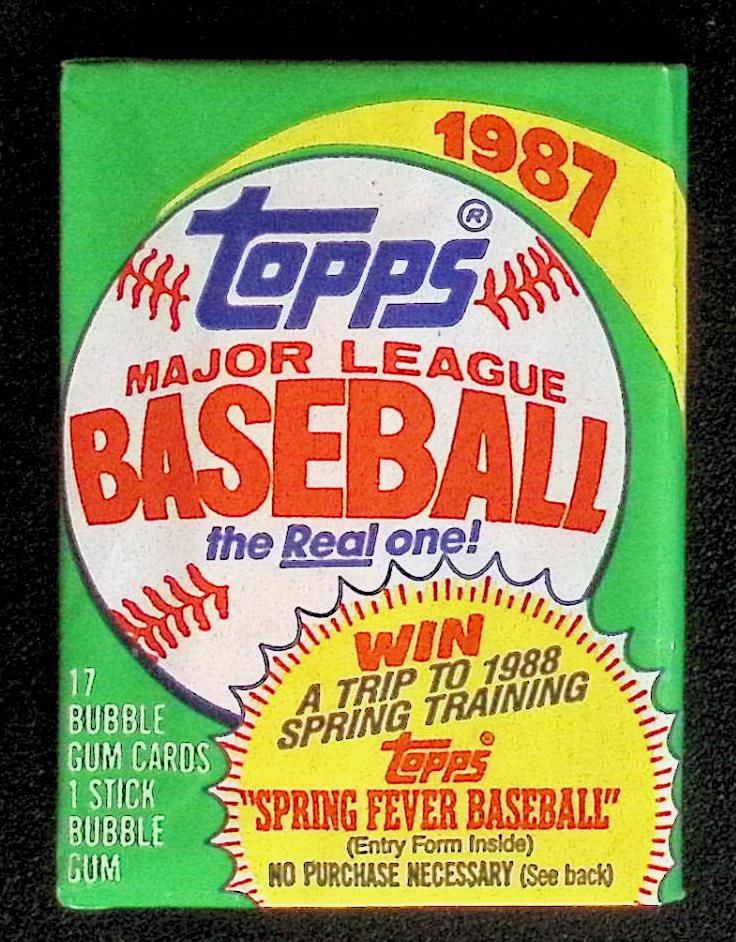 1987
topps®
MAJOR LEAGUE
BASEBALL
the Real one!
WIN
A TRIP TO 1988
SPRING TRAINING
topps®
"SPRING FEVER BASEBALL"
(Entry Form Inside)
NO PURCHASE NECESSARY (See back)
17
BUBBLE
GUM CARDS
1 STICK
BUBBLE
GUM